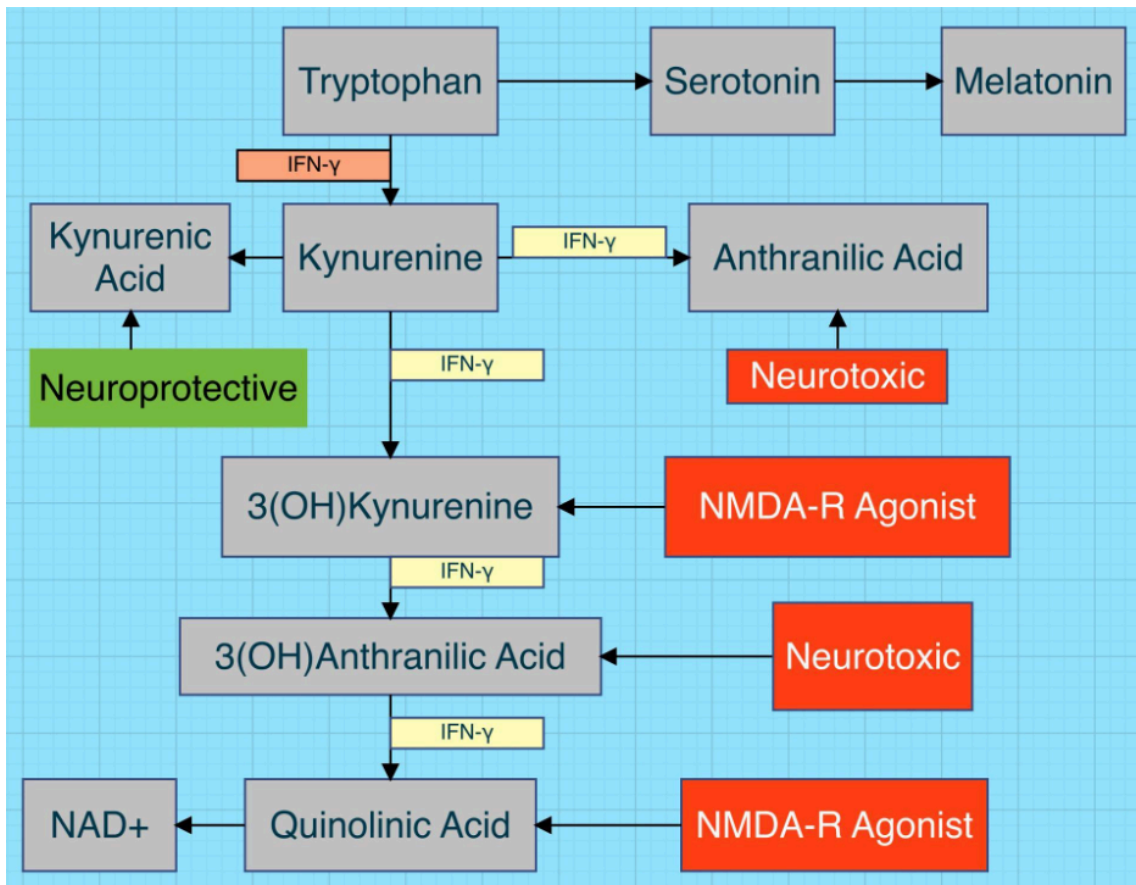 Tryptophan
Serotonin
Melatonin
IFN-γ
Kynurenic
Acid
Kynurenine
IFN-γ
Anthranilic Acid
IFN-γ
Neuroprotective
Neurotoxic
3(OH)Kynurenine
NMDA-R Agonist
IFN-γ
3(OH)Anthranilic Acid
Neurotoxic
IFN-γ
NAD+
Quinolinic Acid
NMDA-R Agonist